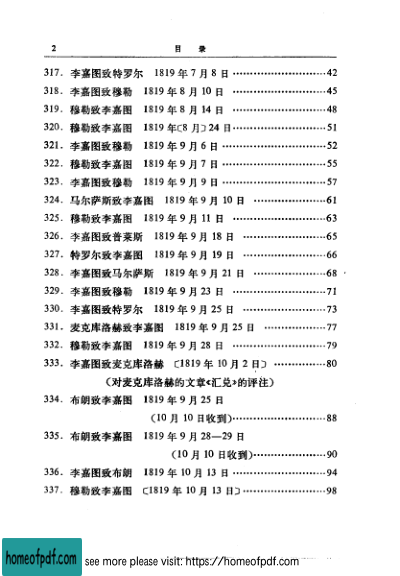 2 目 录
317. 李嘉图致特罗尔 1819年7月8日……………………42
318. 李嘉图致穆勒 1819年8月10日……………………45
319. 穆勒致李嘉图 1819年8月14日……………………48
320. 穆勒致李嘉图 1819年〔8月〕24日……………………51
321. 李嘉图致穆勒 1819年9月6日……………………52
322. 穆勒致李嘉图 1819年9月7日……………………55
323. 李嘉图致穆勒 1819年9月9日……………………57
324. 马尔萨斯致李嘉图 1819年9月10日……………………61
325. 穆勒致李嘉图 1819年9月11日……………………63
326. 李嘉图致普莱斯 1819年9月18日……………………65
327. 特罗尔致李嘉图 1819年9月19日……………………66
328. 李嘉图致马尔萨斯 1819年9月21日……………………68
329. 李嘉图致穆勒 1819年9月23日……………………71
330. 李嘉图致特罗尔 1819年9月25日……………………73
331. 麦克库洛赫致李嘉图 1819年9月25日……………………77
332. 穆勒致李嘉图 1819年9月28日……………………79
333. 李嘉图致麦克库洛赫 〔1819年10月2日〕……………………80
（对麦克库洛赫的文章《汇兑》的评注）
334. 布朗致李嘉图 1819年9月25日
（10月10日收到）……………………88
335. 布朗致李嘉图 1819年9月28—29日
（10月10日收到）……………………90
336. 李嘉图致布朗 1819年10月13日……………………94
337. 穆勒致李嘉图 〔1819年10月13日〕……………………98
homeofpdf.com see more please visit: https://homeofpdf.com